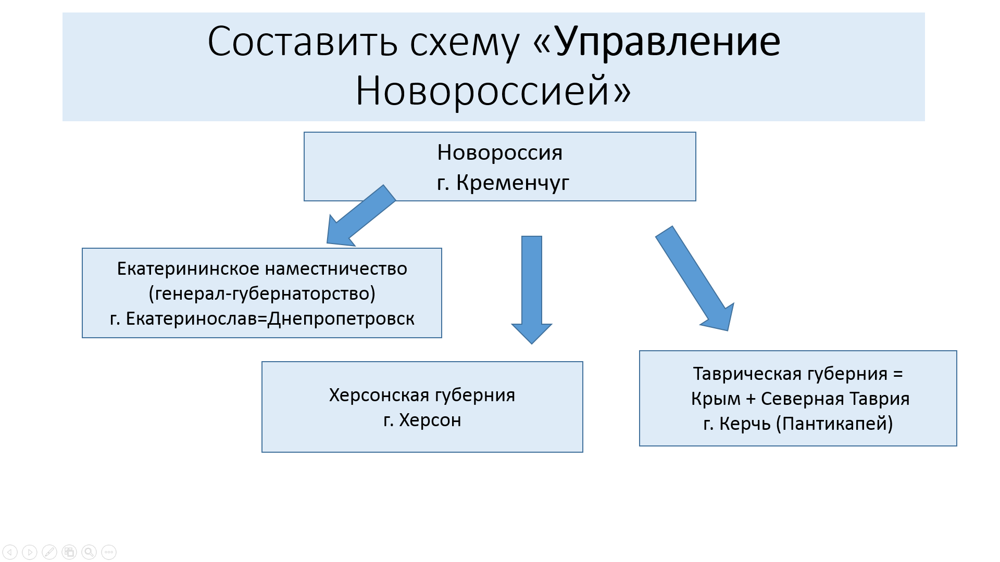 Составить схему «Управление
Новороссией»
Новороссия
г. Кременчуг
Екатерининское наместничество
(генерал-губернаторство)
г. Екатеринослав=Днепропетровск
Херсонская губерния
г. Херсон
Таврическая губерния =
Крым + Северная Таврия
г. Керчь (Пантикапей)